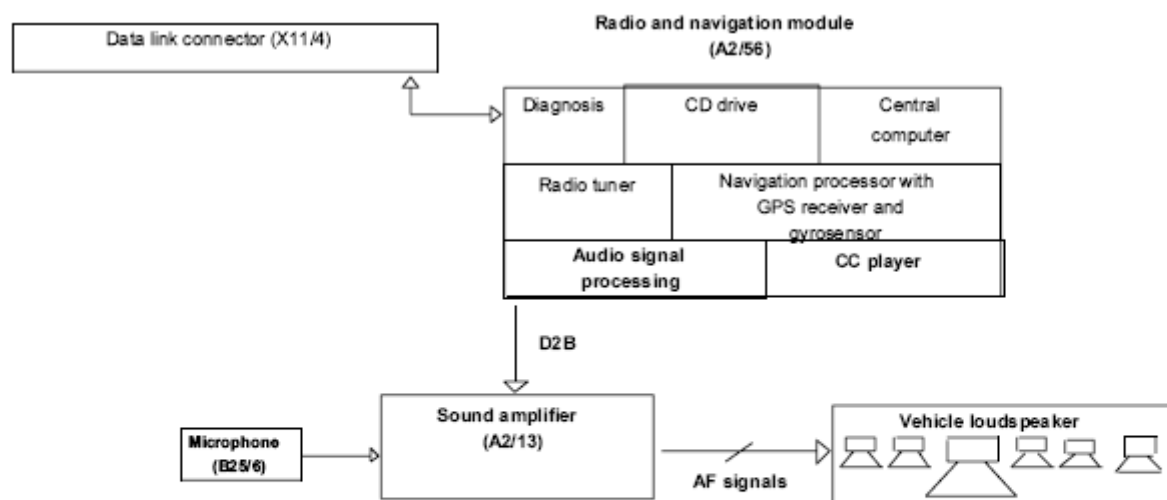 Radio and navigation module
(A2/56)
Data link connector (X11/4)
Diagnosis
CD drive
Central
computer
Radio tuner
Navigation processor with
GPS receiver and
gyrosensor
Audio signal
processing
CC player
D2B
Sound amplifier
(A2/13)
Microphone
(B25/6)
AF signals
Vehicle loudspeaker